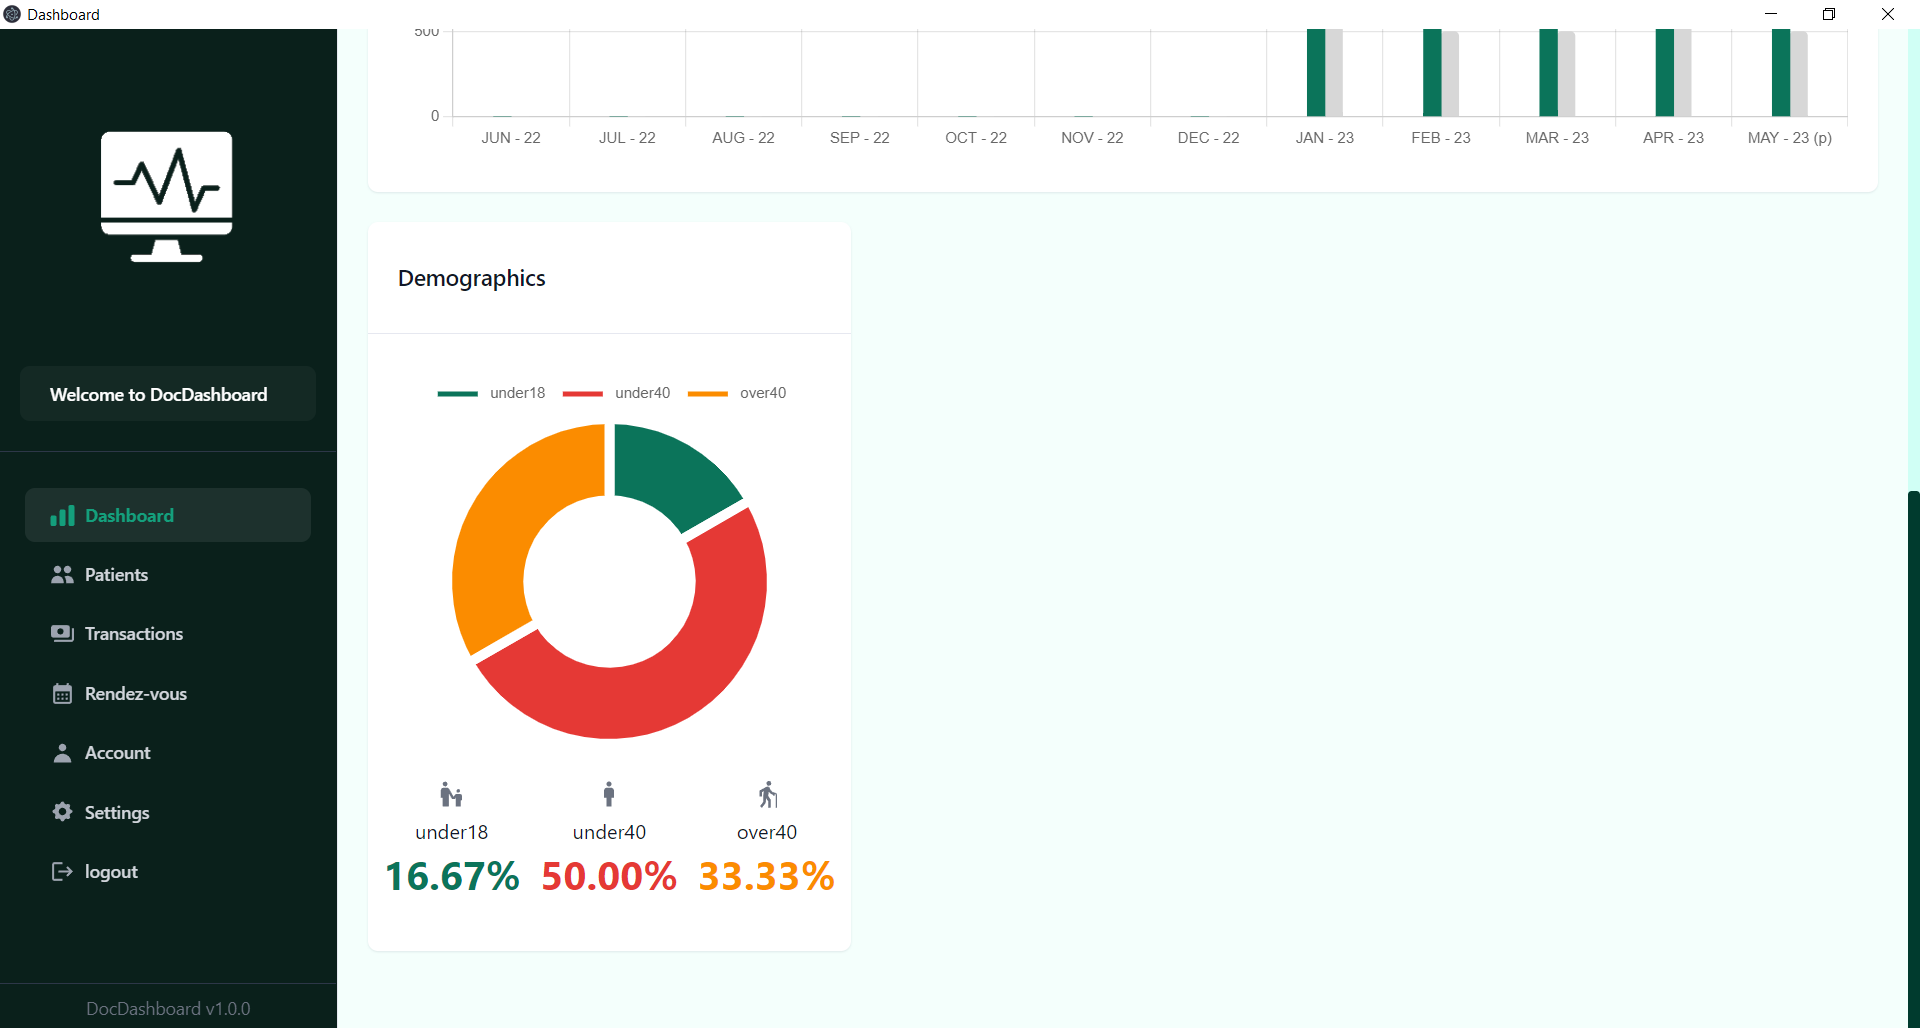 Dashboard
500
0
JUN - 22 JUL - 22 AUG - 22 SEP - 22 OCT - 22 NOV - 22 DEC - 22 JAN - 23 FEB - 23 MAR - 23 APR - 23 MAY - 23 (p)
Welcome to DocDashboard
Dashboard
Patients
Transactions
Rendez-vous
Account
Settings
logout
DocDashboard v1.0.0
Demographics
under18 under40 over40
under18 under40 over40
16.67% 50.00% 33.33%